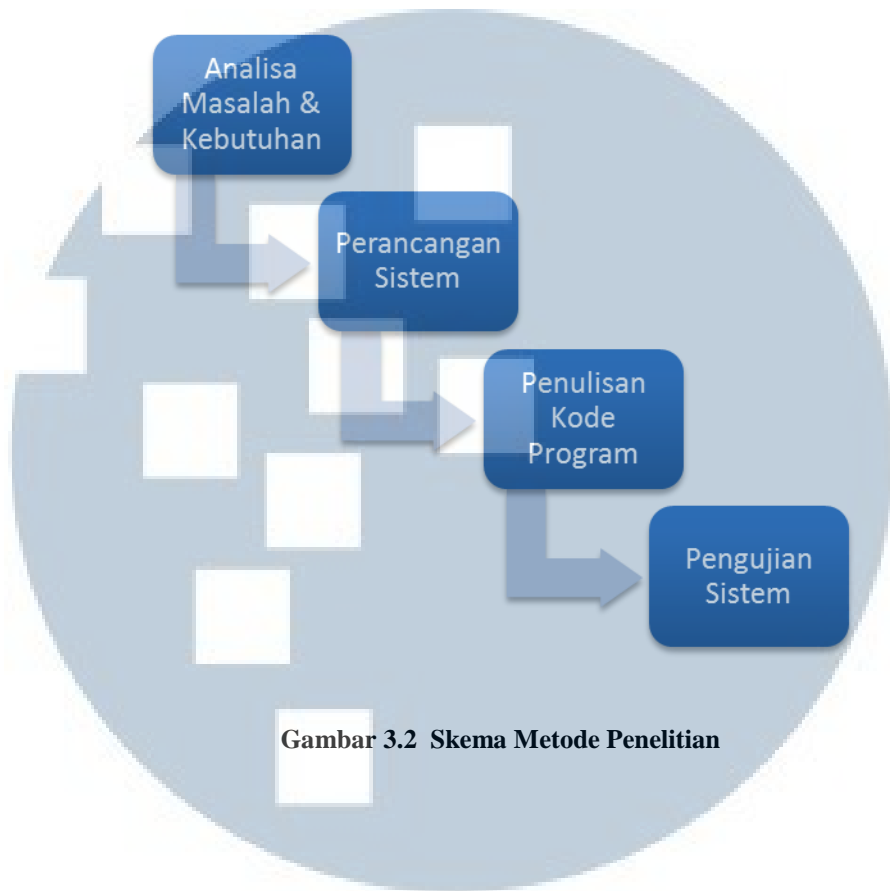 Analisa
Masalah &
Kebutuhan
Perancangan
Sistem
Penulisan
Kode
Program
Pengujian
Sistem
Gambar 3.2 Skema Metode Penelitian